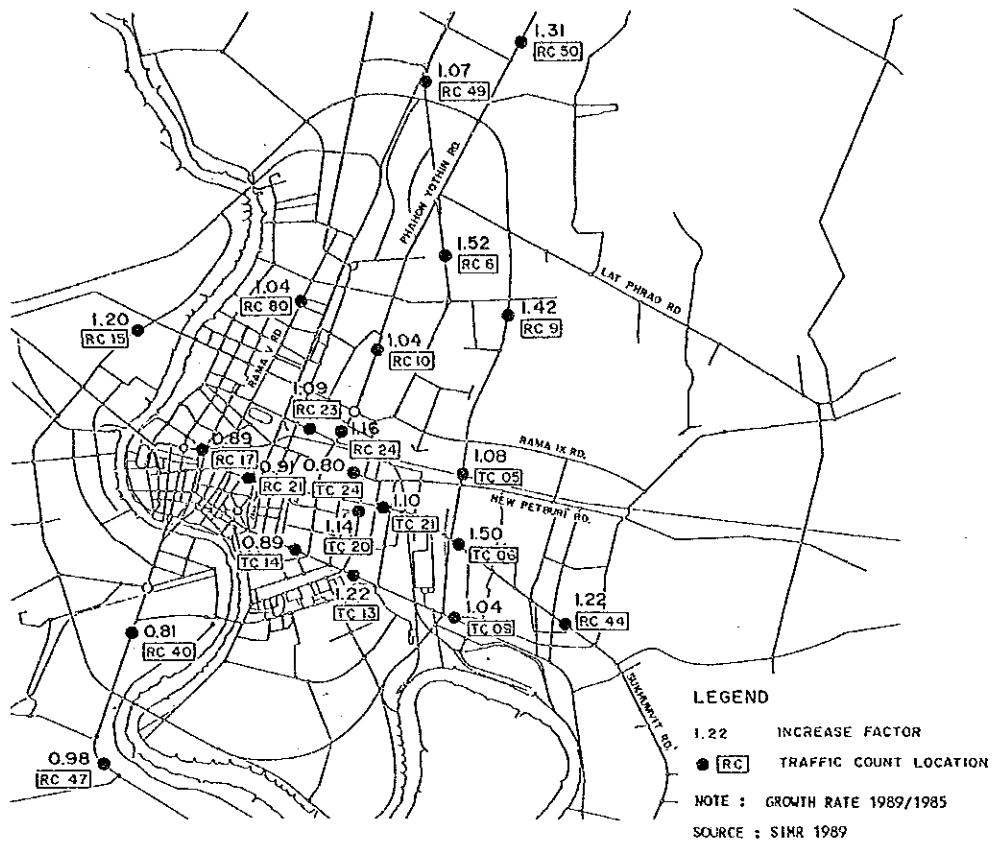 1.31
RC 50
1.07
RC 49
PHAHON YOTHIN RD.
1.52
RC 6
LAT PHRAO RD
1.04
RC 80
1.42
RC 9
1.20
RC 15
RAMA V RD
1.04
RC 10
1.09
RC 23
1.16
RC 24
RAMA IX RD.
0.89
RC 17
0.91
RC 21
0.80
TC 24
1.08
TC 05
NEW PETBURI RD.
1.14
TC 20
1.10
TC 21
0.89
TC 14
1.50
TC 06
1.22
TC 13
1.04
TC 09
1.22
RC 44
0.81
RC 40
SUKHUMVIT RD.
0.98
RC 47
LEGEND
1.22 INCREASE FACTOR
RC TRAFFIC COUNT LOCATION
NOTE : GROWTH RATE 1989/1985
SOURCE : SIMR 1989